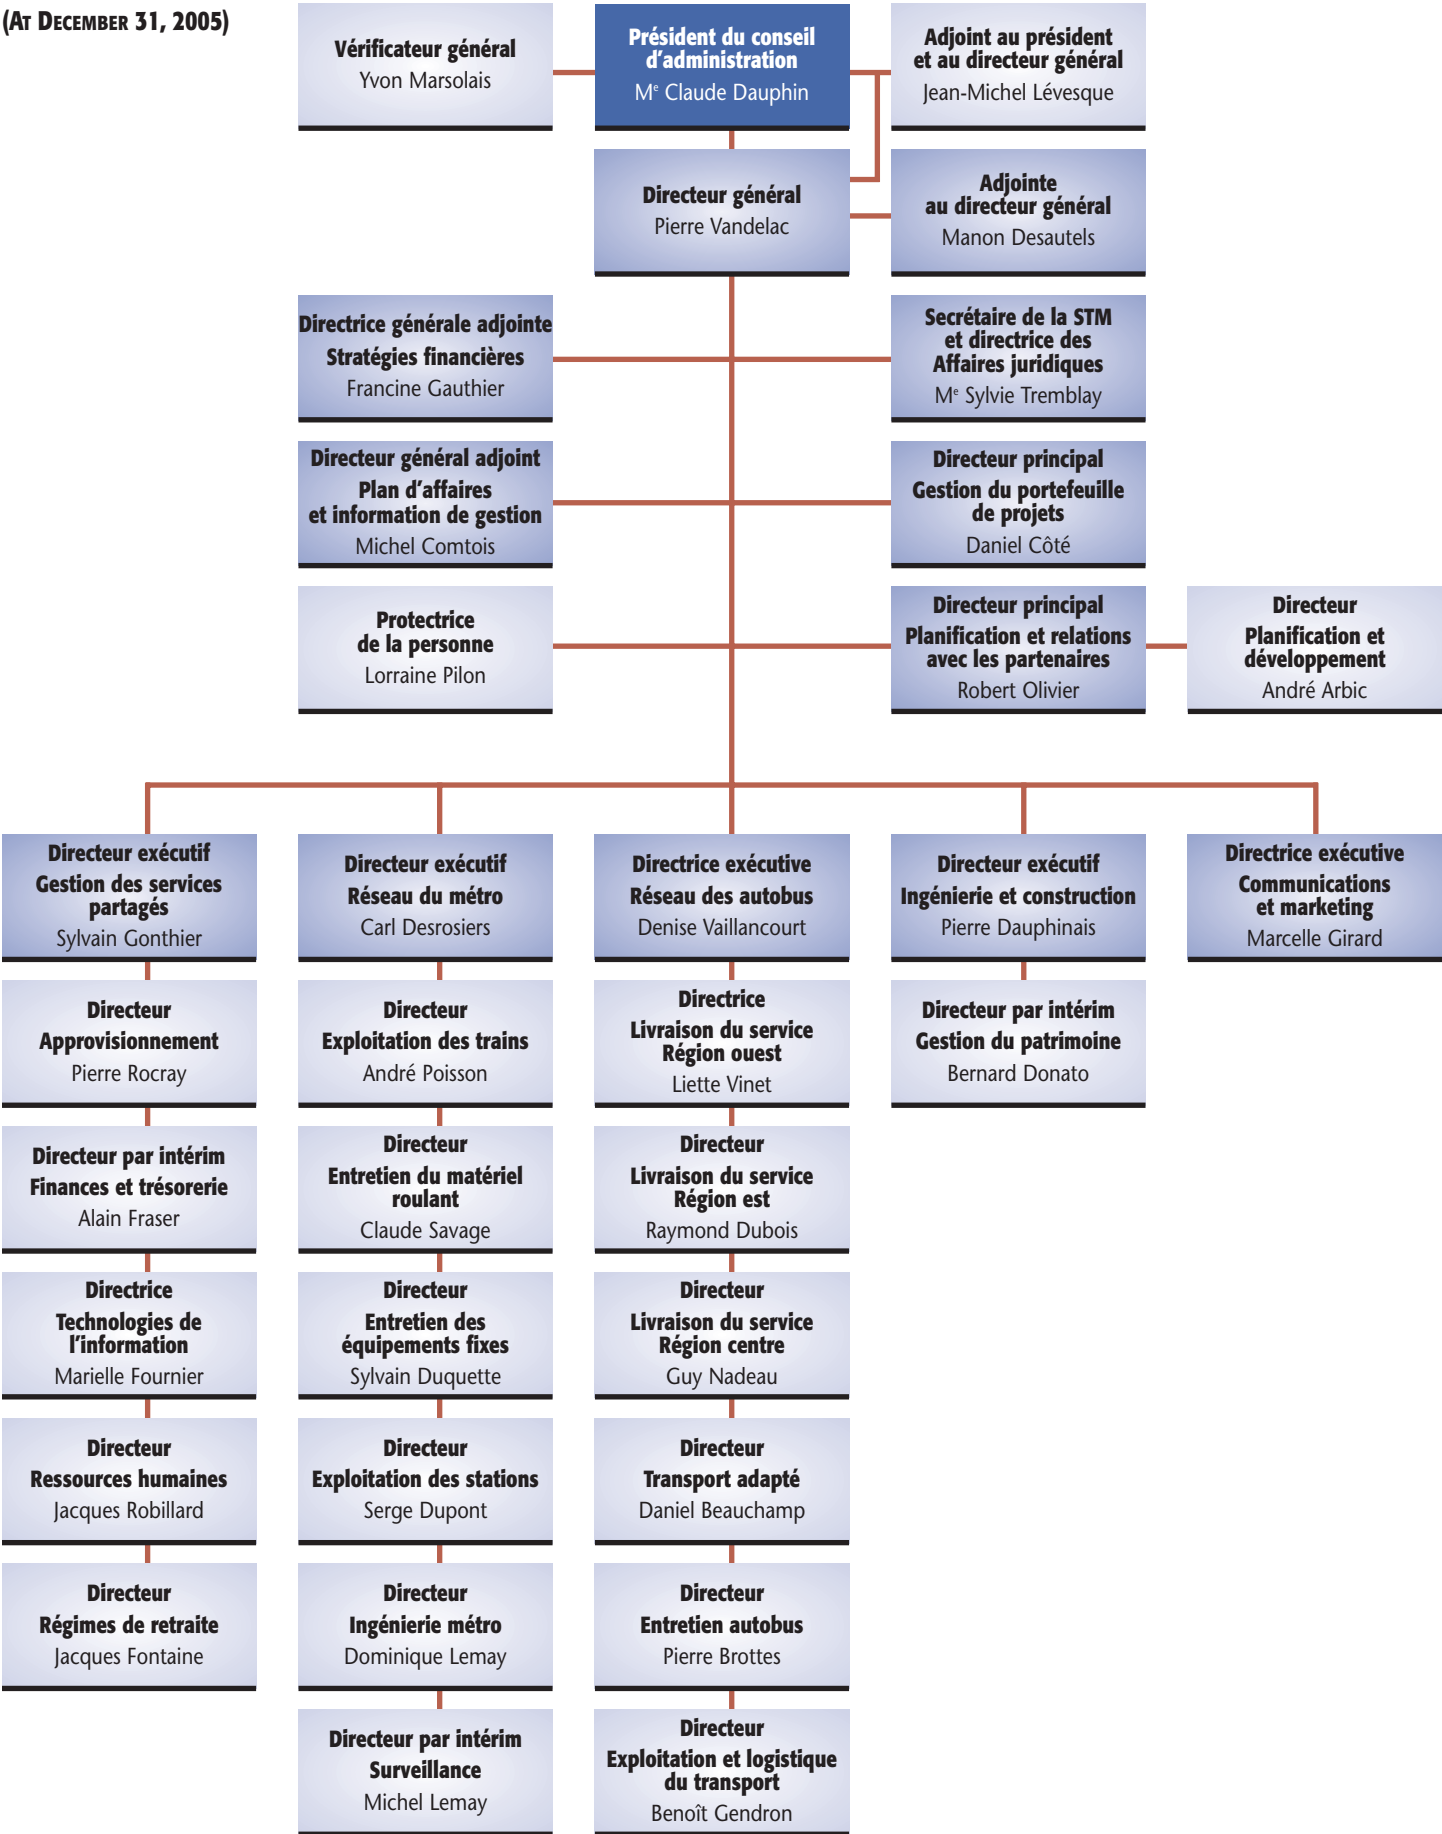 (AT DECEMBER 31, 2005)
Vérificateur général
Yvon Marsolais
Président du conseil
d'administration
Me Claude Dauphin
Adjoint au président
et au directeur général
Jean-Michel Lévesque
Directeur général
Pierre Vandelac
Adjointe
au directeur général
Manon Desautels
Directrice générale adjointe
Stratégies financières
Francine Gauthier
Secrétaire de la STM
et directrice des
Affaires juridiques
Me Sylvie Tremblay
Directeur général adjoint
Plan d'affaires
et information de gestion
Michel Comtois
Directeur principal
Gestion du portefeuille
de projets
Daniel Côté
Protectrice
de la personne
Lorraine Pilon
Directeur principal
Planification et relations
avec les partenaires
Robert Olivier
Directeur
Planification et
développement
André Arbic
Directeur exécutif
Gestion des services
partagés
Sylvain Gonthier
Directeur exécutif
Réseau du métro
Carl Desrosiers
Directrice exécutive
Réseau des autobus
Denise Vaillancourt
Directeur exécutif
Ingénierie et construction
Pierre Dauphinais
Directrice exécutive
Communications
et marketing
Marcelle Girard
Directeur
Approvisionnement
Pierre Rocray
Directeur
Exploitation des trains
André Poisson
Directrice
Livraison du service
Région ouest
Liette Vinet
Directeur par intérim
Gestion du patrimoine
Bernard Donato
Directeur par intérim
Finances et trésorerie
Alain Fraser
Directeur
Entretien du matériel
roulant
Claude Savage
Directeur
Livraison du service
Région est
Raymond Dubois
Directrice
Technologies de
l'information
Marielle Fournier
Directeur
Entretien des
équipements fixes
Sylvain Duquette
Directeur
Livraison du service
Région centre
Guy Nadeau
Directeur
Ressources humaines
Jacques Robillard
Directeur
Exploitation des stations
Serge Dupont
Directeur
Transport adapté
Daniel Beauchamp
Directeur
Régimes de retraite
Jacques Fontaine
Directeur
Ingénierie métro
Dominique Lemay
Directeur
Entretien autobus
Pierre Brottes
Directeur par intérim
Surveillance
Michel Lemay
Directeur
Exploitation et logistique
du transport
Benoît Gendron